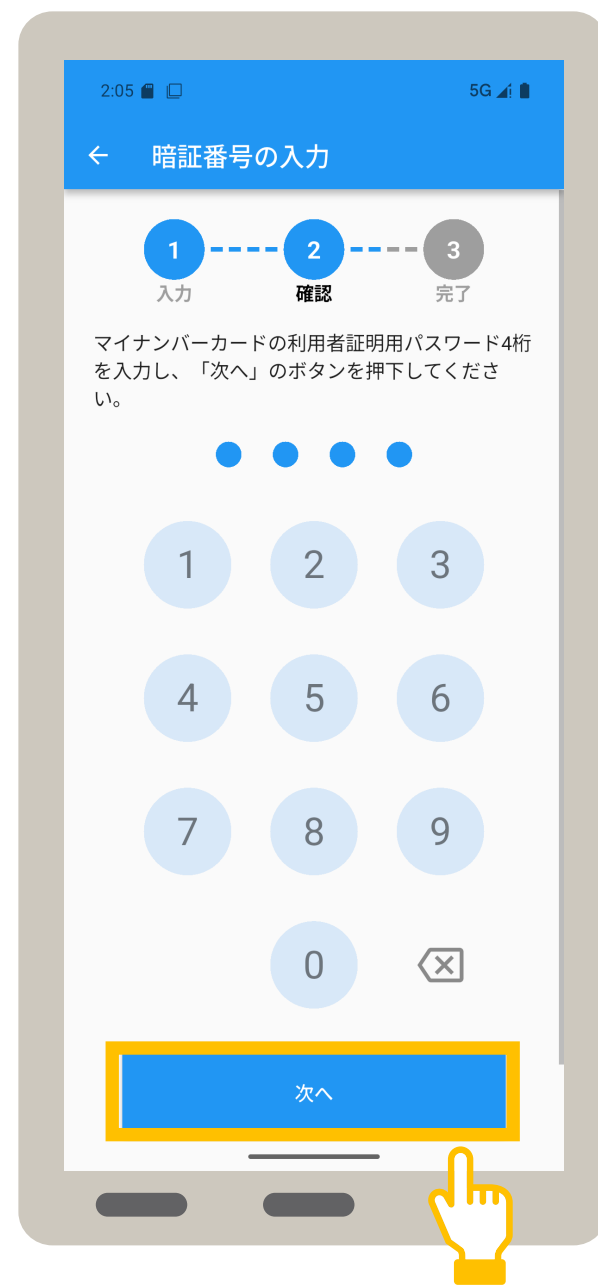 2:05 5G
暗証番号の入力
1 2 3
入力 確認 完了
マイナンバーカードの利用者証明用パスワード4桁
を入力し、「次へ」のボタンを押下してくださ
い。
1 2 3
4 5 6
7 8 9
0
次へ